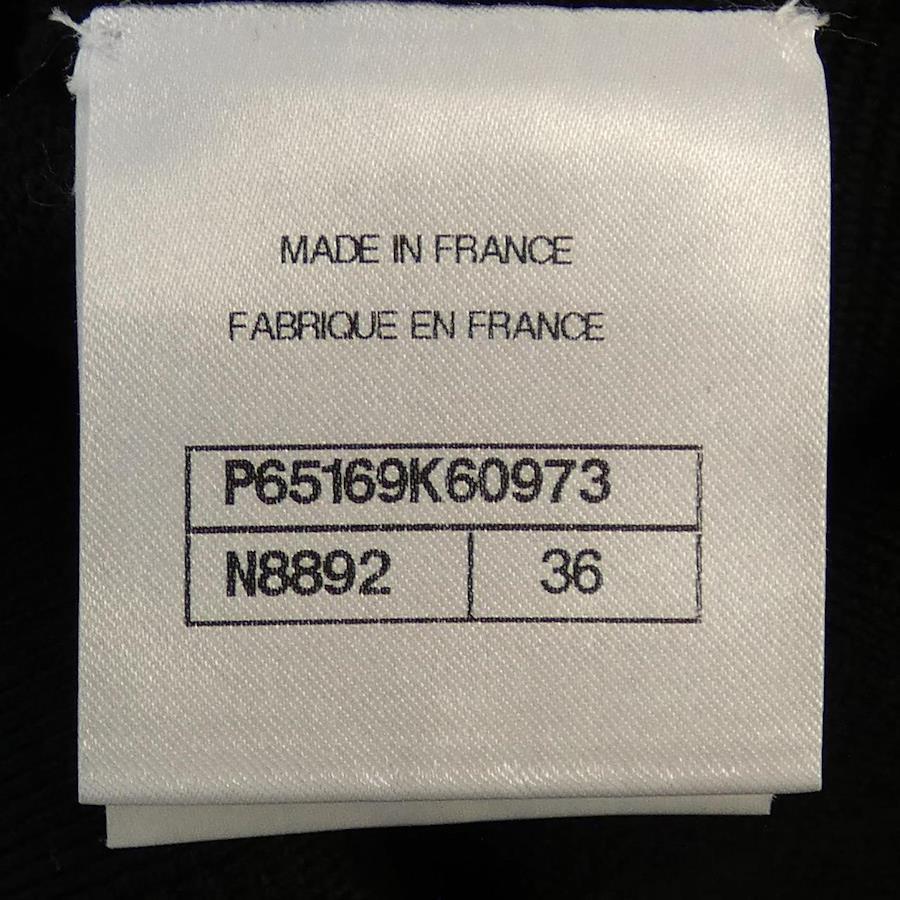 MADE IN FRANCE
FABRIQUE EN FRANCE
P65169K60973
N8892 36